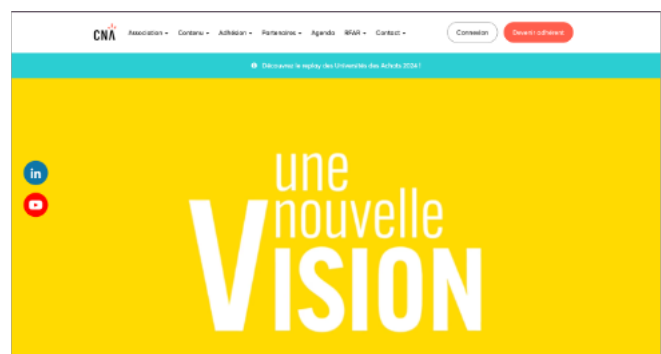 CNA Association Contenu Adhésion Partenaires Agenda RFAR Contact Connexion Devenir adhérent
Découvrez le replay des Universités des Achats 2024 !
in
une
nouvelle
VISION